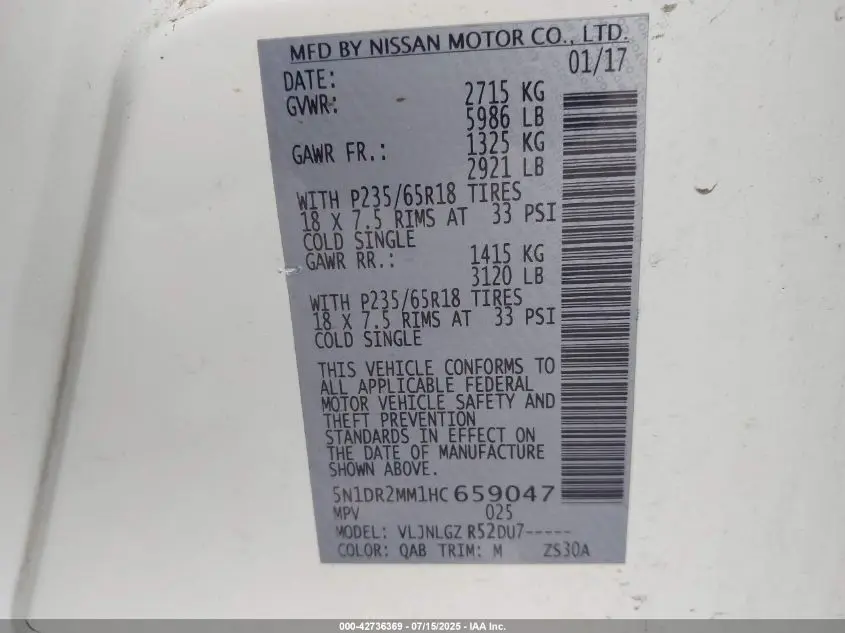 MFD BY NISSAN MOTOR CO., LTD.
DATE: 01/17
GVWR: 2715 KG
5986 LB
GAWR FR.: 1325 KG
2921 LB
WITH P235/65R18 TIRES
18 X 7.5 RIMS AT 33 PSI
COLD SINGLE
GAWR RR.: 1415 KG
3120 LB
WITH P235/65R18 TIRES
18 X 7.5 RIMS AT 33 PSI
COLD SINGLE
THIS VEHICLE CONFORMS TO
ALL APPLICABLE FEDERAL
MOTOR VEHICLE SAFETY AND
THEFT PREVENTION
STANDARDS IN EFFECT ON
THE DATE OF MANUFACTURE
SHOWN ABOVE.
5N1DR2MM1HC 659047
MPV 025
MODEL: VLJNLGZ R52DU7-----
COLOR: QAB TRIM: M ZS30A
000-42736369 - 07/15/2025 - IAA Inc.